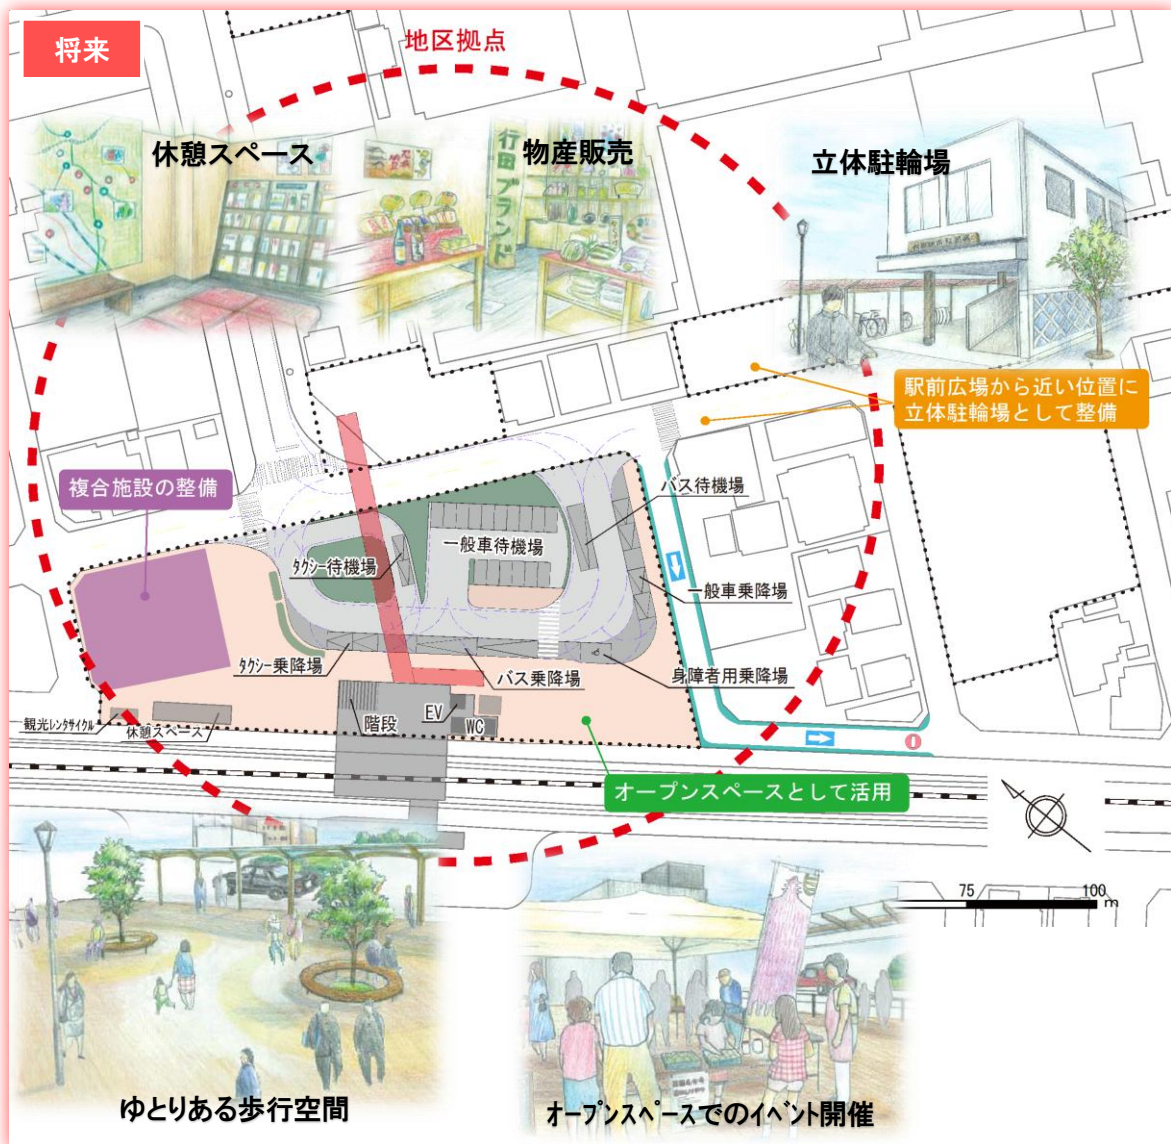 将来
地区拠点
休憩スペース
物産販売
立体駐輪場
行田ブランド
駅前広場から近い位置に
立体駐輪場として整備
複合施設の整備
バス待機場
一般車待機場
タクシー待機場
一般車乗降場
タクシー乗降場
バス乗降場
身障者用乗降場
観光レンタサイクル
休憩スペース
階段
EV
WC
オープンスペースとして活用
75
100
m
ゆとりある歩行空間
オープンスペースでのイベント開催